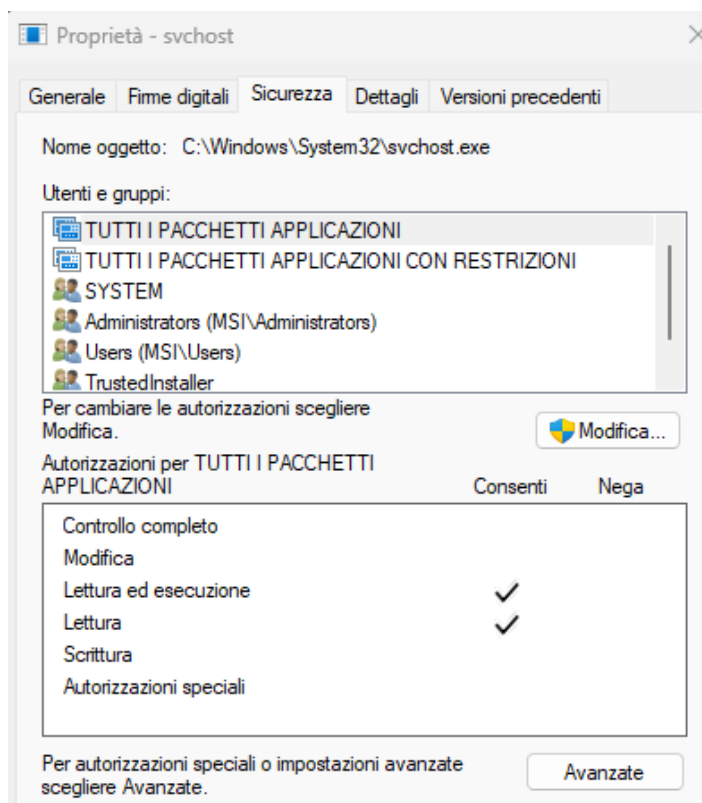 Proprietà - svchost
Generale Firme digitali Sicurezza Dettagli Versioni precedenti
Nome oggetto: C:\Windows\System32\svchost.exe
Utenti e gruppi:
TUTTI I PACCHETTI APPLICAZIONI
TUTTI I PACCHETTI APPLICAZIONI CON RESTRIZIONI
SYSTEM
Administrators (MSI\Administrators)
Users (MSI\Users)
TrustedInstaller
Per cambiare le autorizzazioni scegliere
Modifica.
Modifica...
Autorizzazioni per TUTTI I PACCHETTI
APPLICAZIONI Consenti Nega
Controllo completo
Modifica
Lettura ed esecuzione
Lettura
Scrittura
Autorizzazioni speciali
Per autorizzazioni speciali o impostazioni avanzate
scegliere Avanzate.
Avanzate